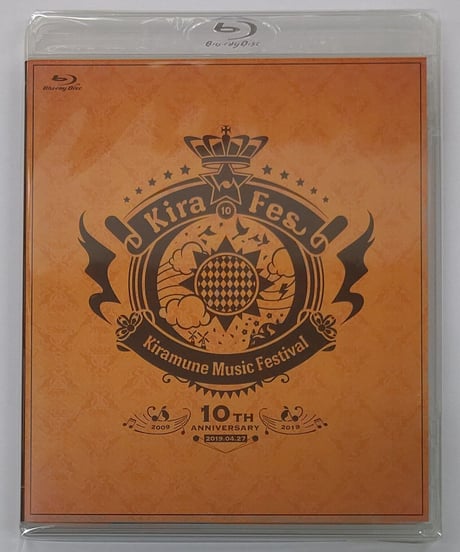 Blu-ray Disc
Blu-ray Disc
Kira Fes.
10
Kiramune Music Festival
10TH
ANNIVERSARY
2009
2019
2019.04.27